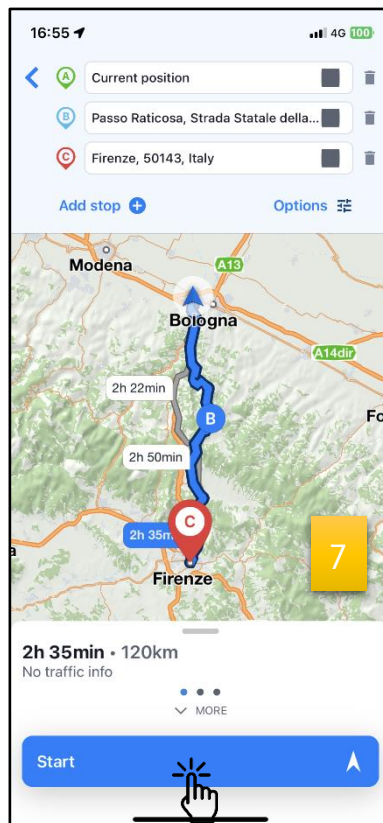 16:55
4G 100
A
Current position
B
Passo Raticosa, Strada Statale della...
C
Firenze, 50143, Italy
Add stop
Options
Modena
A13
Bologna
A14dir
2h 22min
B
Fo
2h 50min
C
2h 35m
7
Firenze
2h 35min • 120km
No traffic info
MORE
Start